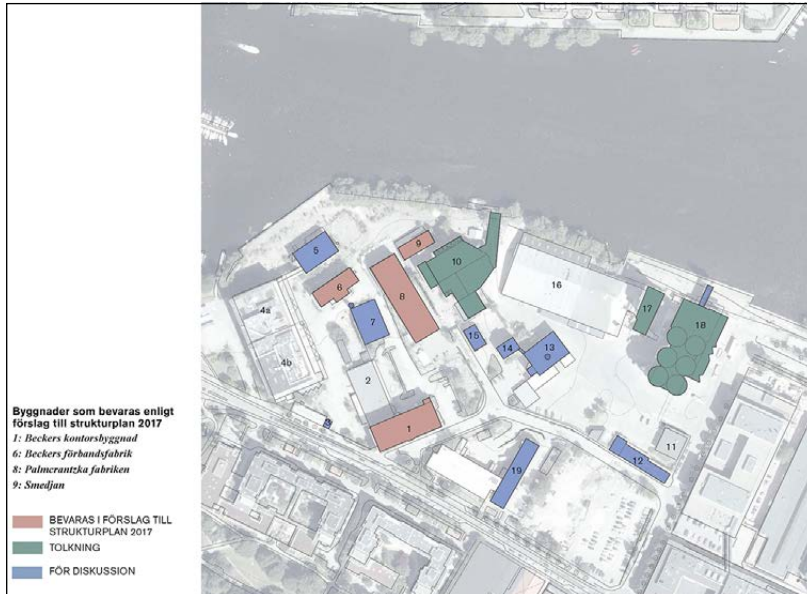 5
9
10
6
8
16
4a
7
17
18
15
14
13
2
4b
1
11
12
19
Byggnader som bevaras enligt
förslag till strukturplan 2017
1: Beckers kontorsbyggnad
6: Beckers förbandsfabrik
8: Palmcrantzka fabriken
9: Smedjan
BEVARAS I FÖRSLAG TILL
STRUKTURPLAN 2017
TOLKNING
FÖR DISKUSSION